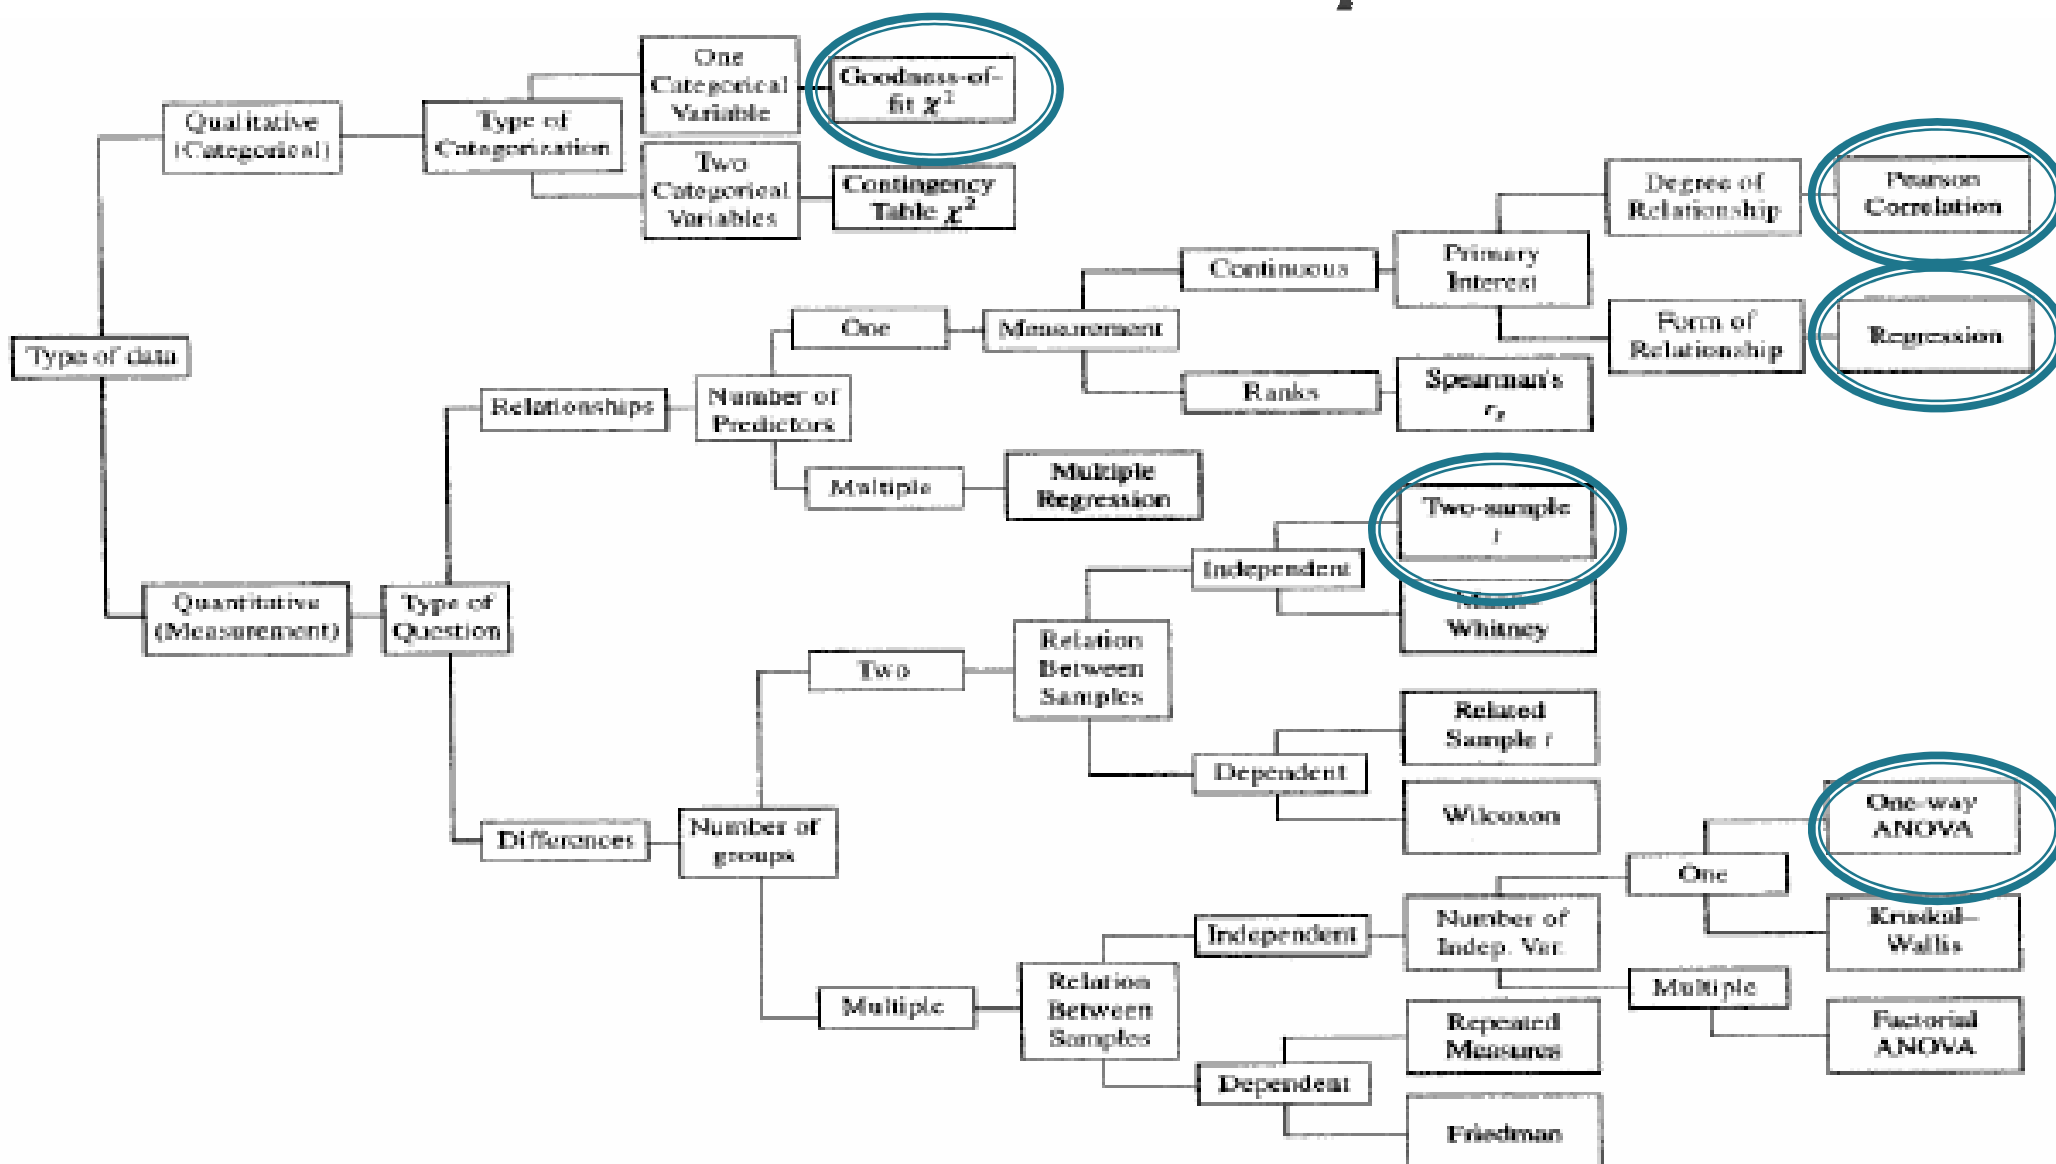 One
Categorical
Variable
Goodness-of-
fit χ²
Qualitative
(Categorical)
Type of
Categorization
Two
Categorical
Variables
Contingency
Table χ²
Degree of
Relationship
Pearson
Correlation
Continuous
Primary
Interest
One
Measurement
Form of
Relationship
Regression
Type of data
Relationships
Number of
Predictors
Ranks
Spearman's
rₛ
Multiple
Multiple
Regression
Two-sample
t
Independent
Quantitative
(Measurement)
Type of
Question
Whitney
Two
Relation
Between
Samples
Related
Sample t
Dependent
Wilcoxon
One-way
ANOVA
Differences
Number of
groups
One
Independent
Number of
Indep. Var.
Kruskal–
Wallis
Multiple
Relation
Between
Samples
Multiple
Repeated
Measures
Factorial
ANOVA
Dependent
Friedman